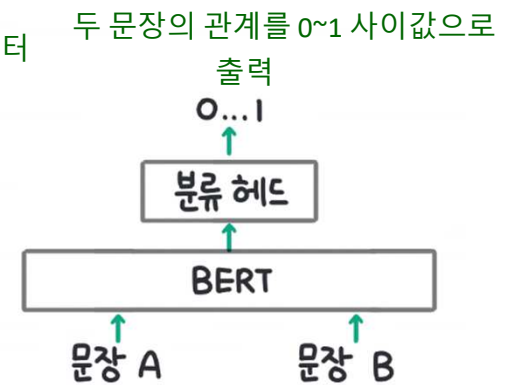 두 문장의 관계를 0~1 사이값으로
터
출력
0...1
분류 헤드
BERT
문장 A
문장 B